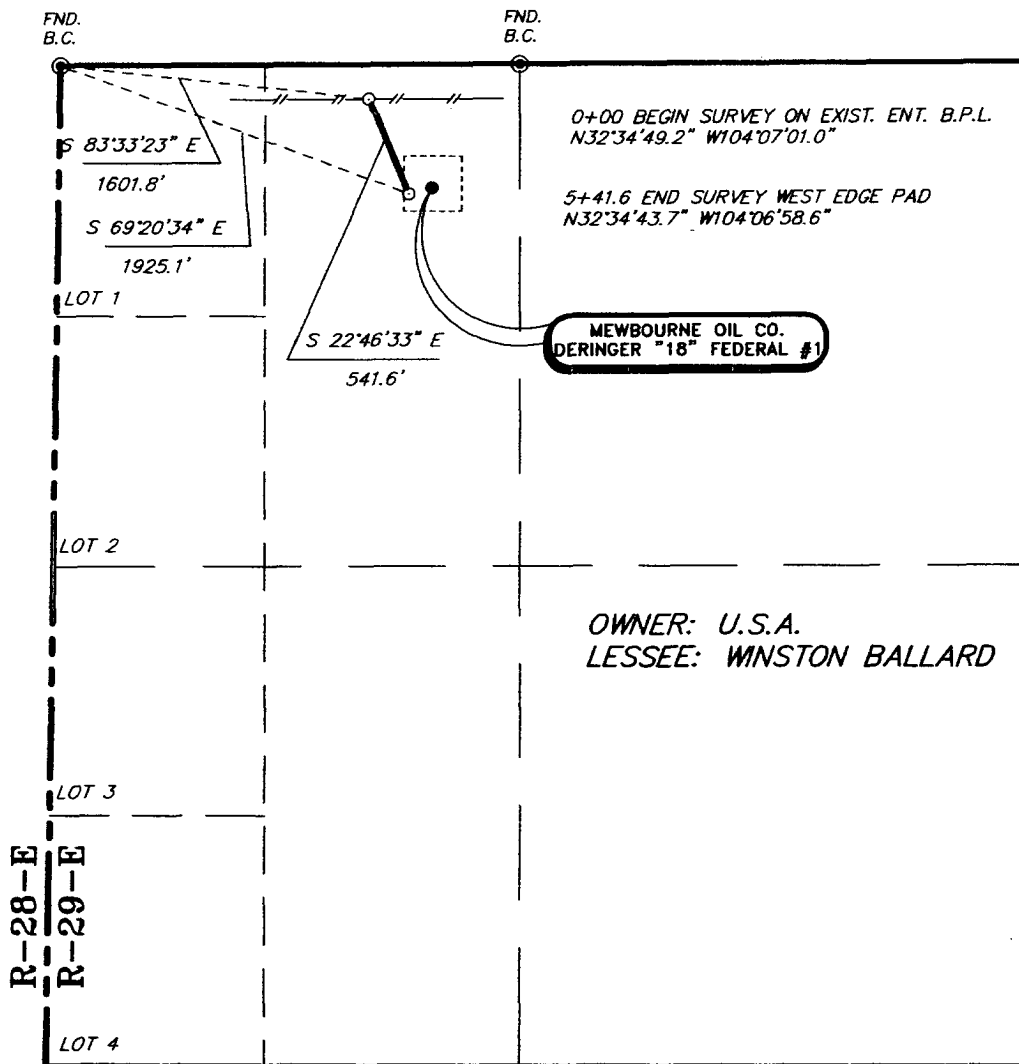 FND.
B.C.
FND.
B.C.
0+00 BEGIN SURVEY ON EXIST. ENT. B.P.L.
N32°34'49.2" W104°07'01.0"
5+41.6 END SURVEY WEST EDGE PAD
N32°34'43.7" W104°06'58.6"
S 83°33'23" E
1601.8'
S 69°20'34" E
1925.1'
LOT 1
S 22°46'33" E
541.6'
MEWBOURNE OIL CO.
DERINGER "18" FEDERAL #1
LOT 2
OWNER: U.S.A.
LESSEE: WINSTON BALLARD
LOT 3
R-28-E
R-29-E
LOT 4